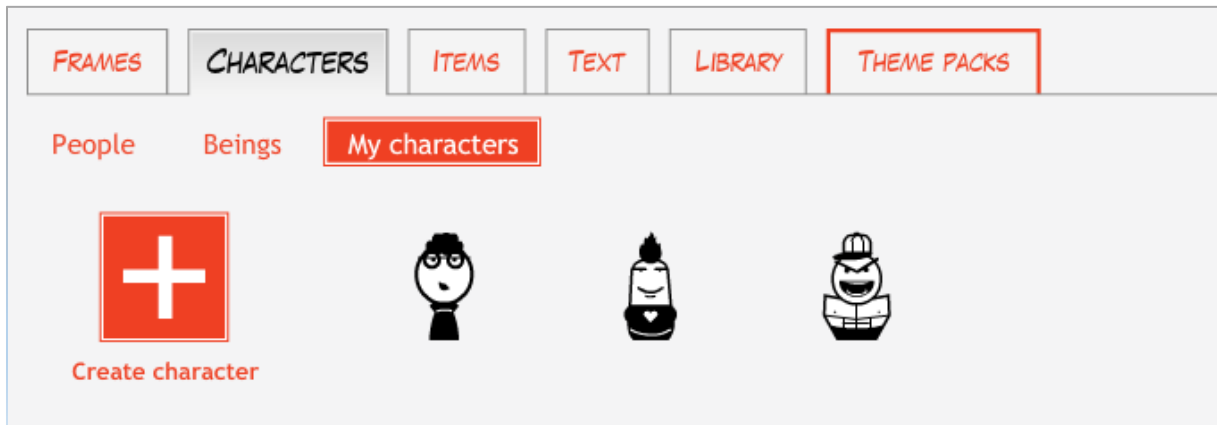 FRAMES CHARACTERS ITEMS TEXT LIBRARY THEME PACKS
People Beings My characters
Create character